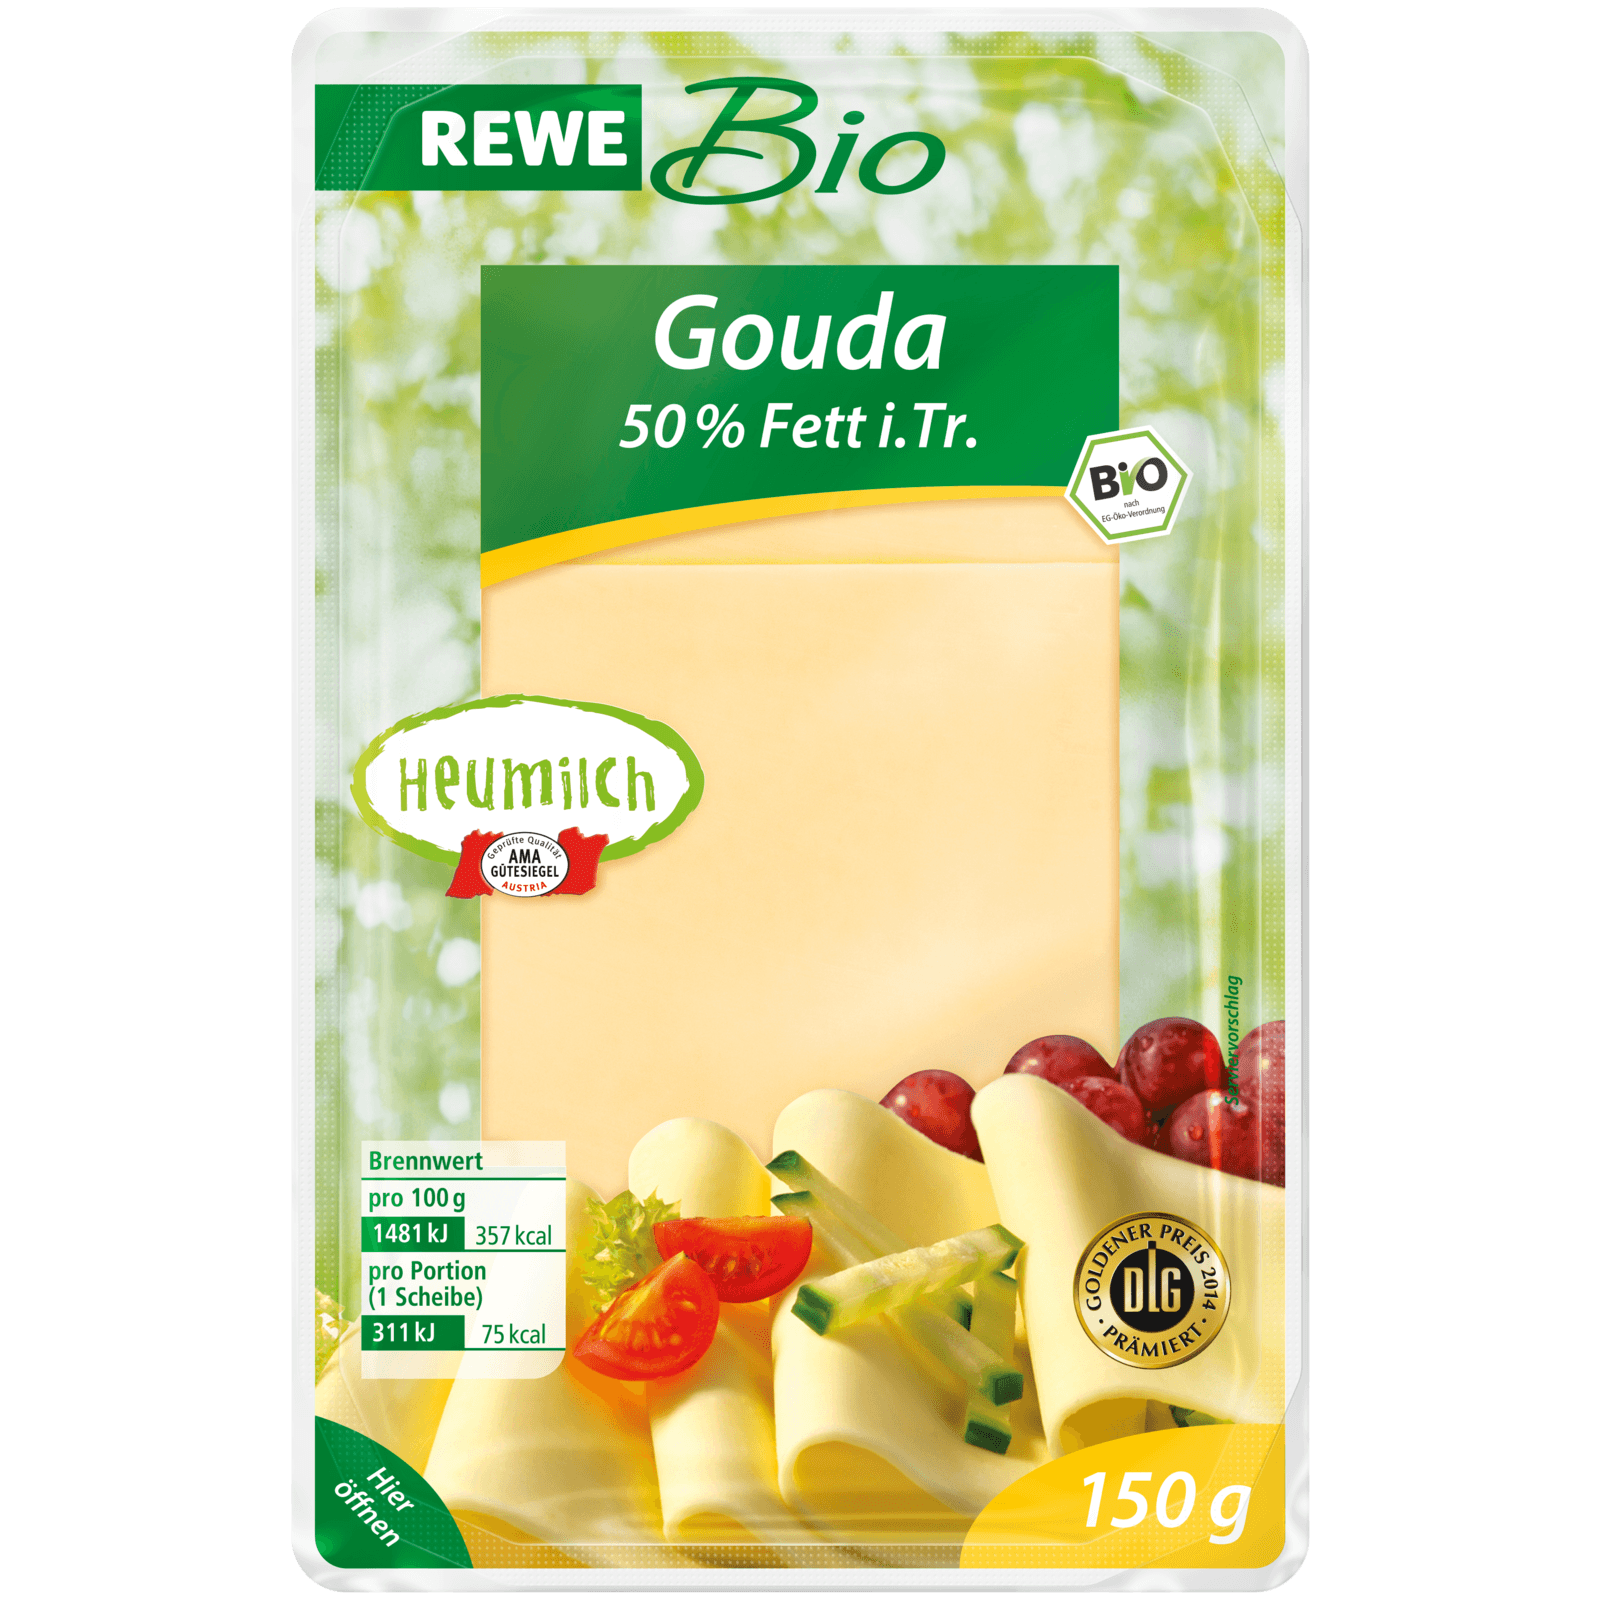 REWE Bio
Gouda
50% Fett i.Tr.
BiO
nach
EG-Öko-Verordnung
Heumilch
Geprüfte Qualität
AMA
GÜTESIEGEL
AUSTRIA
Serviervorschlag
Brennwert
pro 100 g
1481 kJ 357 kcal
pro Portion
(1 Scheibe)
311 kJ 75 kcal
GOLDENER PREIS 2014
DLG
· PRÄMIERT ·
Hier
öffnen
150 g